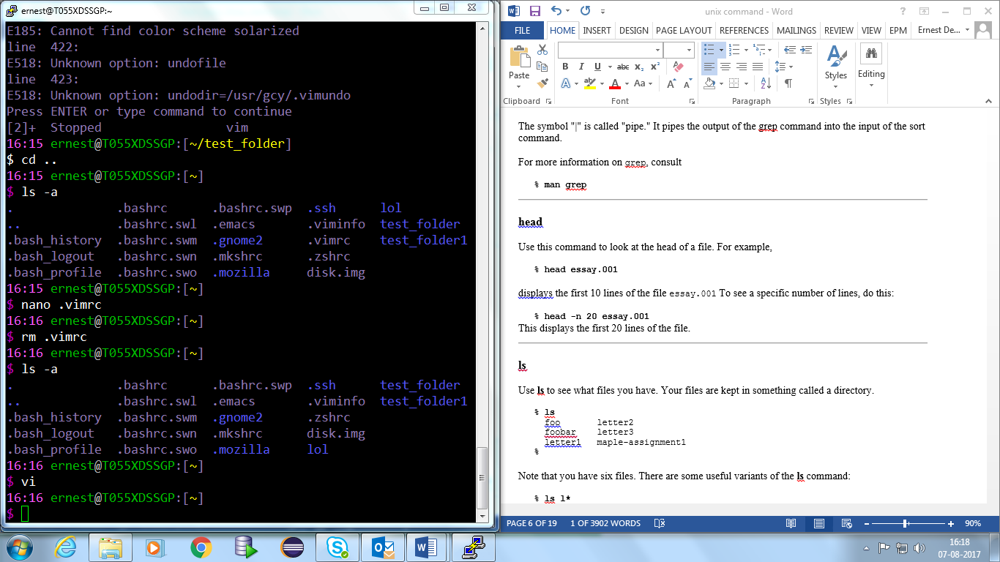 ernest@T055XDSSGP:~
E185: Cannot find color scheme solarized
line  422:
E518: Unknown option: undofile
line  423:
E518: Unknown option: undodir=/usr/gcy/.vimundo
Press ENTER or type command to continue
[2]+  Stopped                 vim
16:15 ernest@T055XDSSGP:[~/test_folder]
$ cd ..
16:15 ernest@T055XDSSGP:[~]
$ ls -a
.              .bashrc      .bashrc.swp  .ssh      lol
..             .bashrc.swl  .emacs       .viminfo  test_folder
.bash_history  .bashrc.swm  .gnome2      .vimrc    test_folder1
.bash_logout   .bashrc.swn  .mkshrc      .zshrc
.bash_profile  .bashrc.swo  .mozilla     disk.img
16:15 ernest@T055XDSSGP:[~]
$ nano .vimrc
16:16 ernest@T055XDSSGP:[~]
$ rm .vimrc
16:16 ernest@T055XDSSGP:[~]
$ ls -a
.              .bashrc      .bashrc.swp  .ssh      test_folder
..             .bashrc.swl  .emacs       .viminfo  test_folder1
.bash_history  .bashrc.swm  .gnome2      .zshrc
.bash_logout   .bashrc.swn  .mkshrc      disk.img
.bash_profile  .bashrc.swo  .mozilla     lol
16:16 ernest@T055XDSSGP:[~]
$ vi
16:16 ernest@T055XDSSGP:[~]
$
unix command - Word
FILE HOME INSERT DESIGN PAGE LAYOUT REFERENCES MAILINGS REVIEW VIEW EPM Ernest De...
Paste
B I U abc x₂ x²
A ab A Aa A A
Styles
Editing
Clipboard Font Paragraph Styles
The symbol "|" is called "pipe." It pipes the output of the grep command into the input of the sort
command.
For more information on grep, consult
% man grep
head
Use this command to look at the head of a file. For example,
% head essay.001
displays the first 10 lines of the file essay.001 To see a specific number of lines, do this:
% head -n 20 essay.001
This displays the first 20 lines of the file.
ls
Use ls to see what files you have. Your files are kept in something called a directory.
% ls
foo       letter2
foobar    letter3
letter1   maple-assignment1
%
Note that you have six files. There are some useful variants of the ls command:
% ls l*
PAGE 6 OF 19 1 OF 3902 WORDS 90%
16:18
07-08-2017